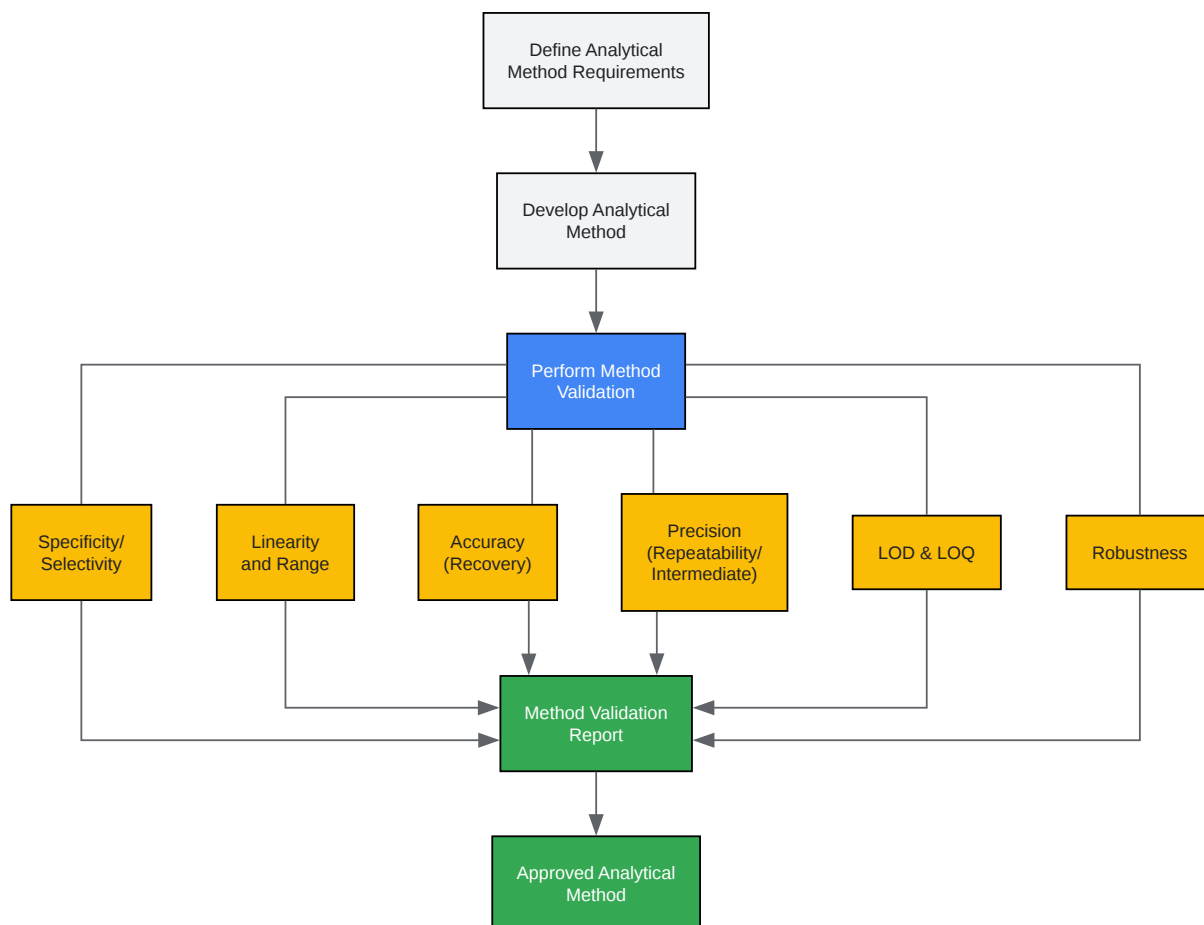 Define Analytical
Method Requirements
Develop Analytical
Method
Perform Method
Validation
Specificity/
Selectivity
Linearity
and Range
Accuracy
(Recovery)
Precision
(Repeatability/
Intermediate)
LOD & LOQ
Robustness
Method Validation
Report
Approved Analytical
Method